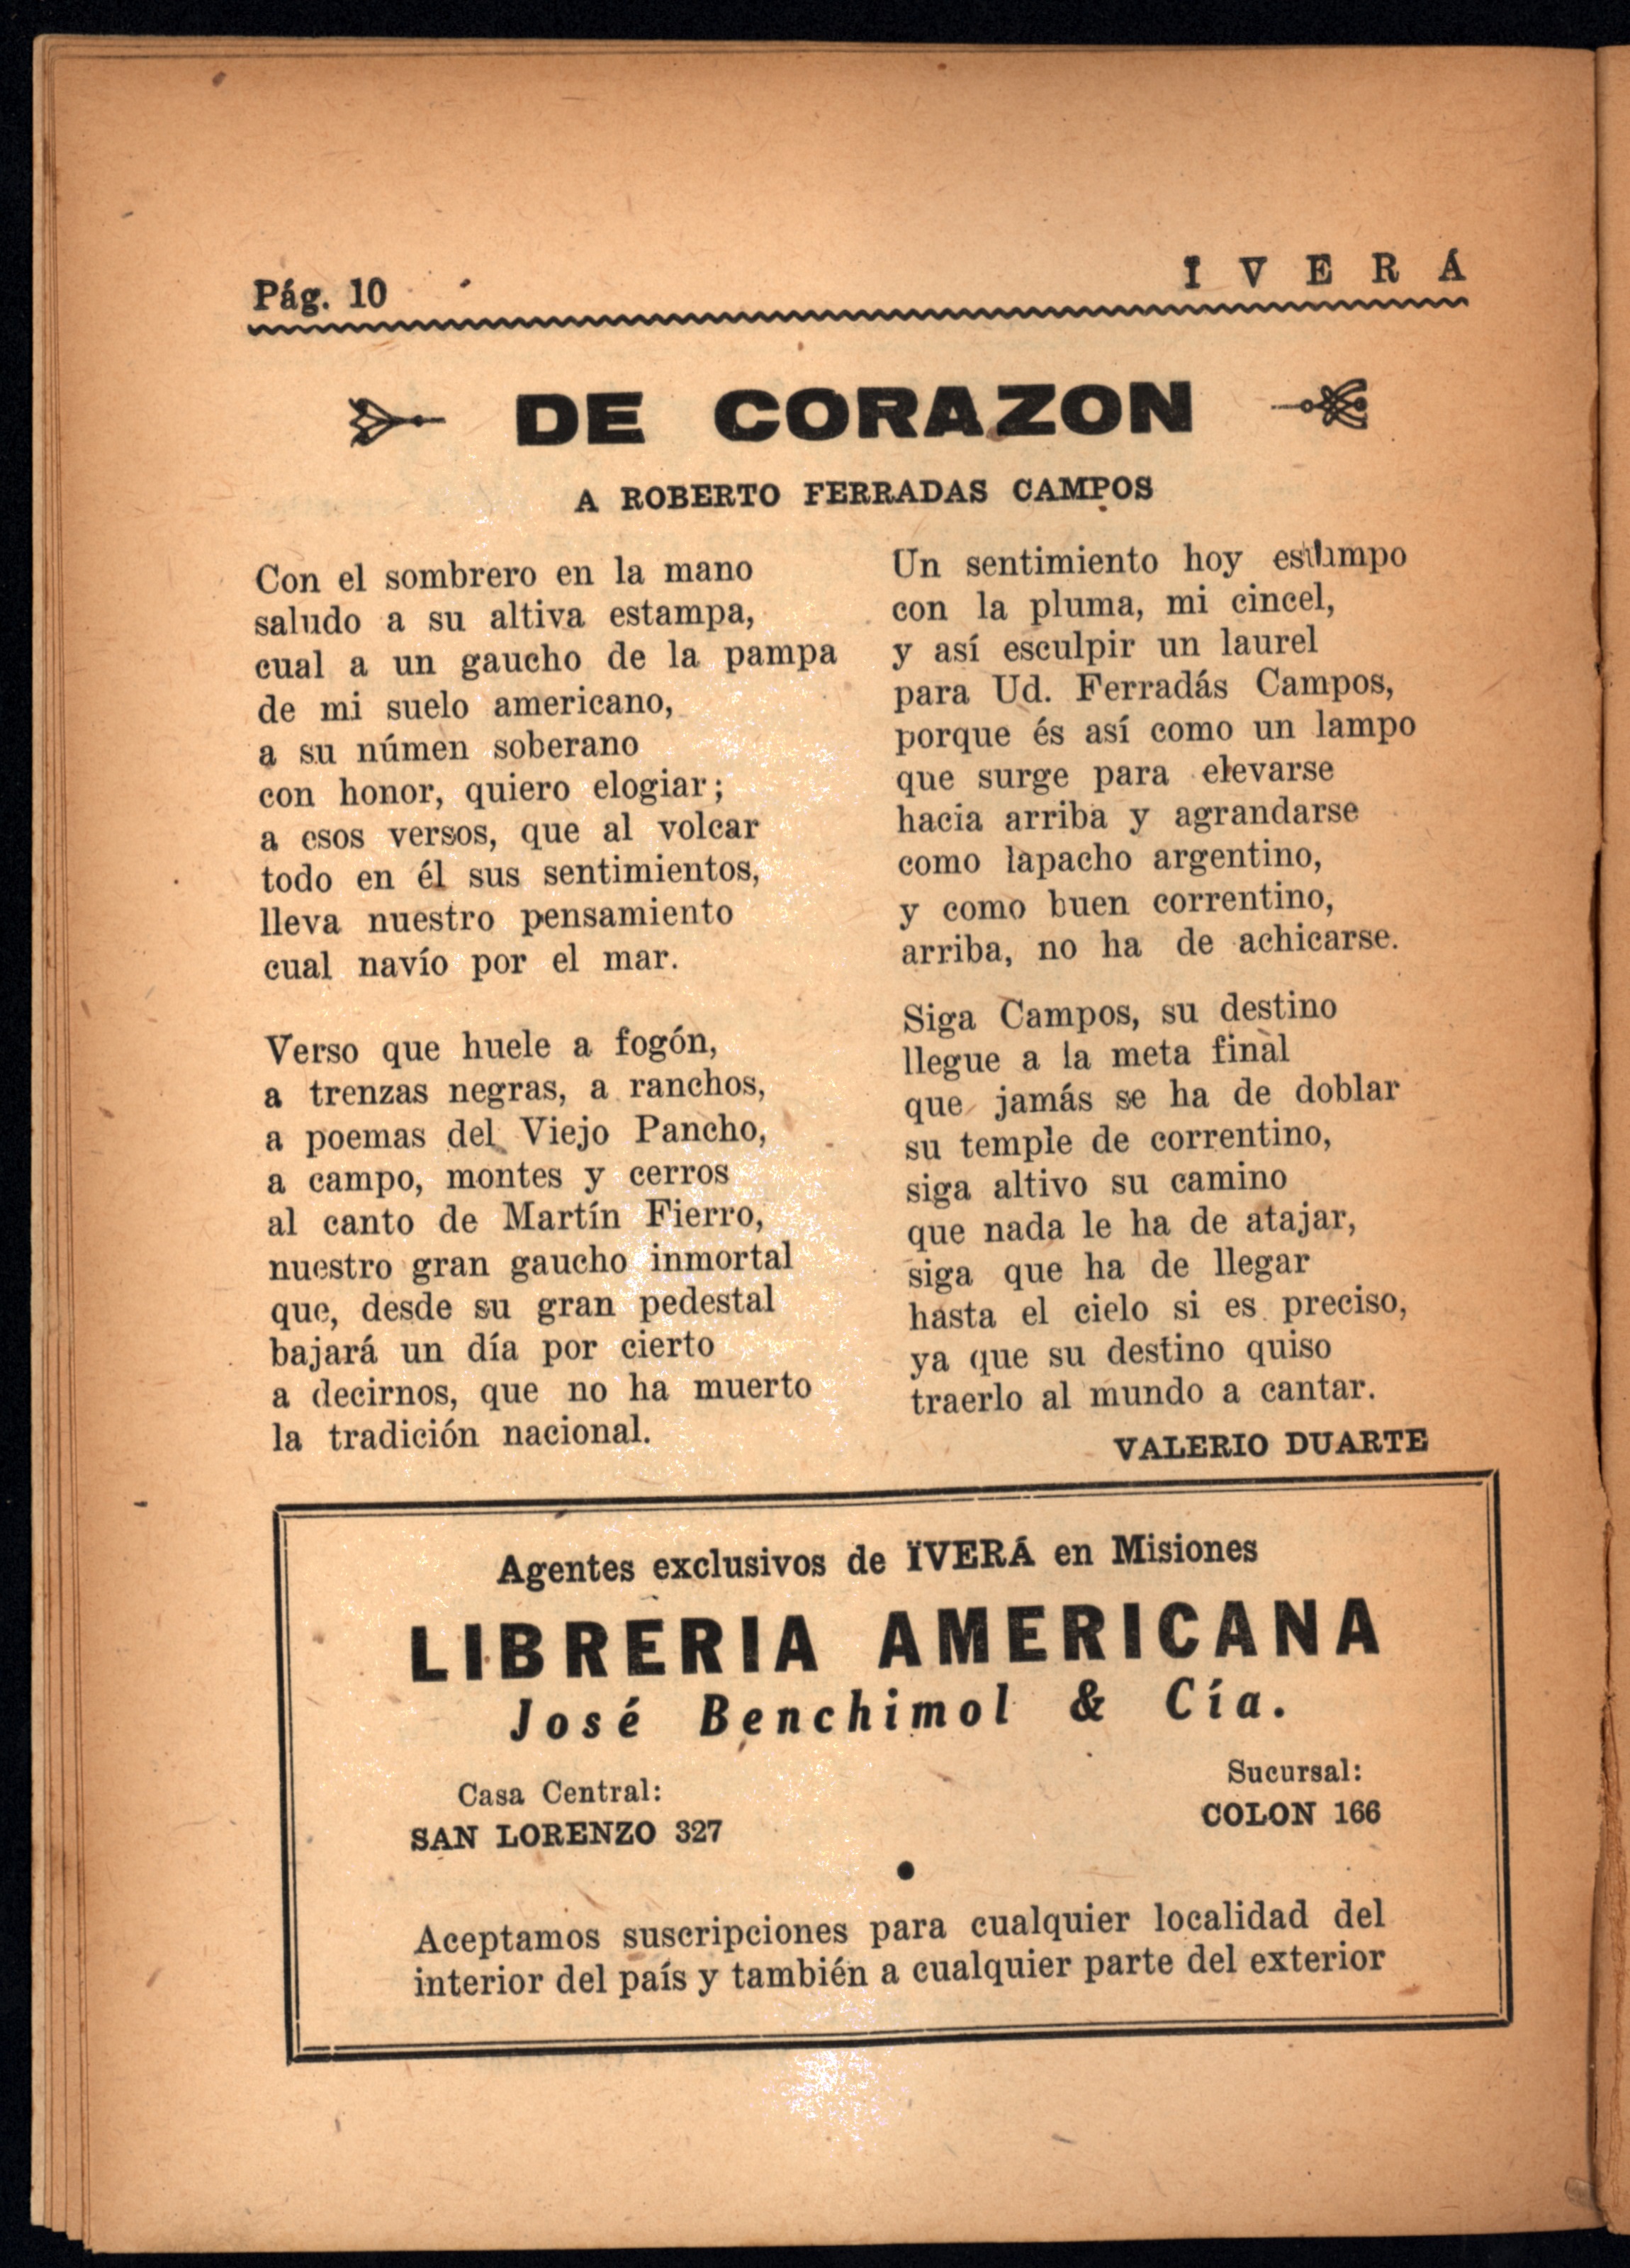 Pág. 10
ÏVERÁ
DE CORAZON
A ROBERTO FERRADAS CAMPOS
Con el sombrero en la mano
saludo a su altiva estampa,
cual a un gaucho de la pampa
de mi suelo americano,
a su númen soberano
con honor, quiero elogiar;
a esos versos, que al volcar
todo en él sus sentimientos,
lleva nuestro pensamiento
cual navío por el mar.
Verso que huele a fogón,
a trenzas negras, a ranchos,
a poemas del Viejo Pancho,
a campo, montes y cerros
al canto de Martín Fierro,
nuestro gran gaucho inmortal
que, desde su gran pedestal
bajará un día por cierto
a decirnos, que no ha muerto
la tradición nacional.
Un sentimiento hoy estampo
con la pluma, mi cincel,
y así esculpir un laurel
para Ud. Ferradás Campos,
porque és así como un lampo
que surge para elevarse
hacia arriba y agrandarse
como lapacho argentino,
y como buen correntino,
arriba, no ha de achicarse.
Siga Campos, su destino
llegue a la meta final
que jamás se ha de doblar
su temple de correntino,
siga altivo su camino
que nada le ha de atajar,
siga que ha de llegar
hasta el cielo si es preciso,
ya que su destino quiso
traerlo al mundo a cantar.
VALERIO DUARTE
Agentes exclusivos de ÏVERÁ en Misiones
LIBRERIA AMERICANA
José Benchimol & Cía.
Casa Central:
SAN LORENZO 327
Sucursal:
COLON 166
Aceptamos suscripciones para cualquier localidad del
interior del país y también a cualquier parte del exterior